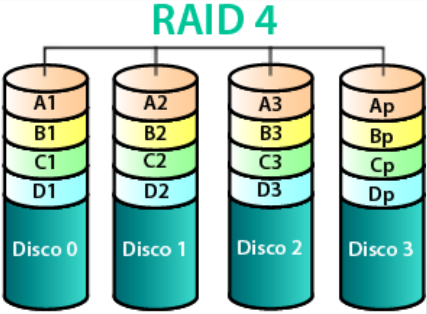 RAID 4
A1 A2 A3 Ap
B1 B2 B3 Bp
C1 C2 C3 Cp
D1 D2 D3 Dp
Disco 0 Disco 1 Disco 2 Disco 3